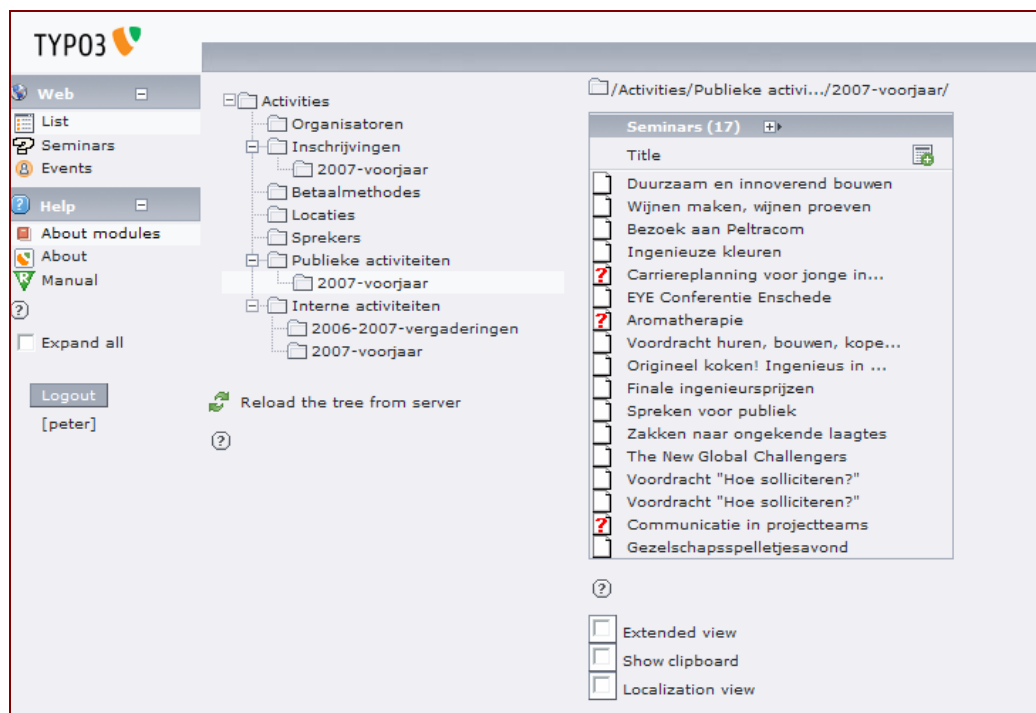 TYPO3
Web
List
Seminars
Events
Help
About modules
About
Manual
Expand all
Logout
[peter]
Activities
Organisatoren
Inschrijvingen
2007-voorjaar
Betaalmethodes
Locaties
Sprekers
Publieke activiteiten
2007-voorjaar
Interne activiteiten
2006-2007-vergaderingen
2007-voorjaar
Reload the tree from server
/Activities/Publieke activi.../2007-voorjaar/
Seminars (17)
Title
Duurzaam en innoverend bouwen
Wijnen maken, wijnen proeven
Bezoek aan Peltracom
Ingenieuze kleuren
Carriereplanning voor jonge in...
EYE Conferentie Enschede
Aromatherapie
Voordracht huren, bouwen, kope...
Origineel koken! Ingenieus in ...
Finale ingenieursprijzen
Spreken voor publiek
Zakken naar ongekende laagtes
The New Global Challengers
Voordracht "Hoe solliciteren?"
Voordracht "Hoe solliciteren?"
Communicatie in projectteams
Gezelschapsspelletjesavond
Extended view
Show clipboard
Localization view